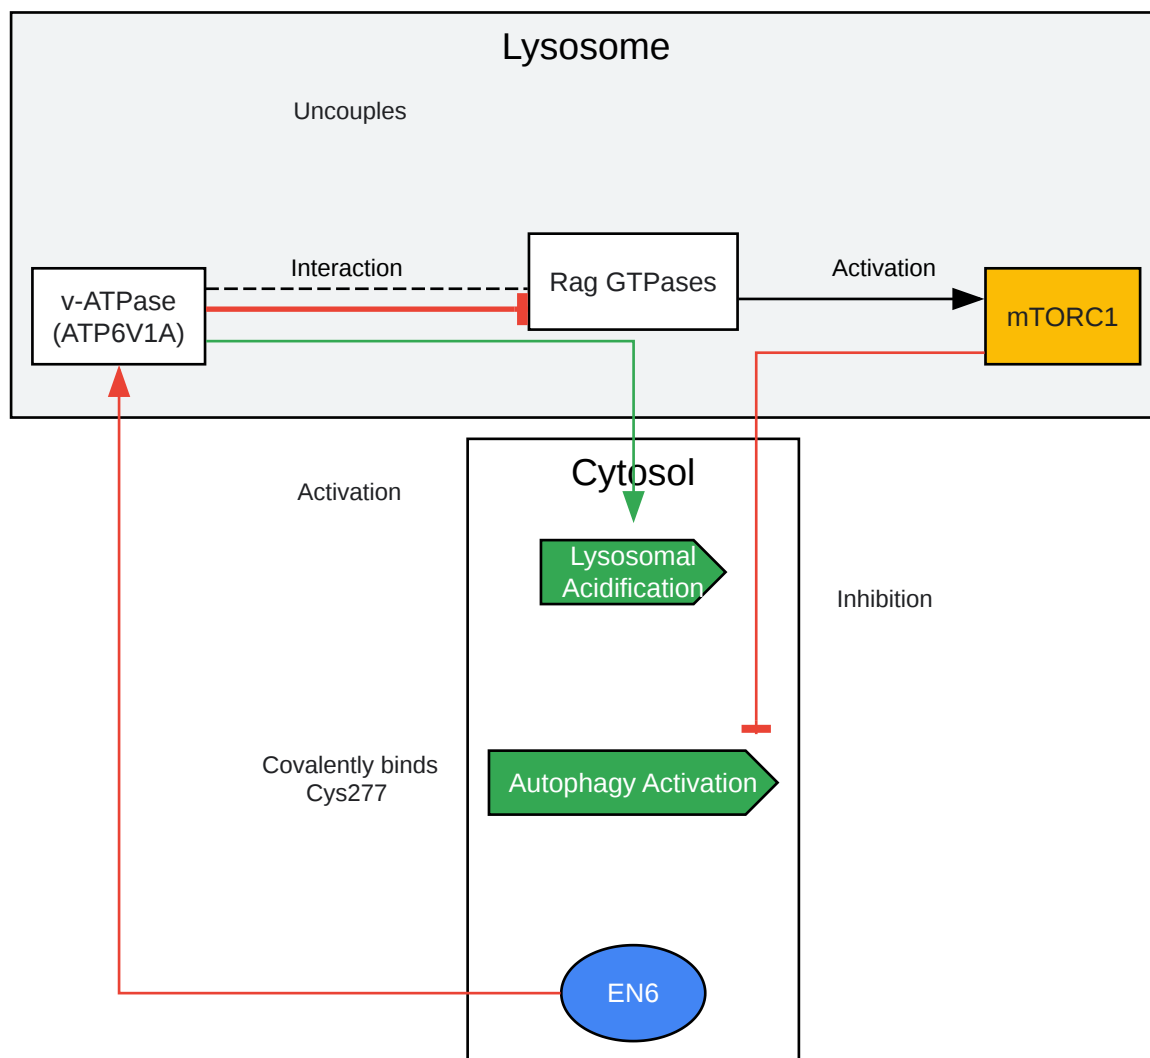 Lysosome
Uncouples
Interaction
Activation
v-ATPase
(ATP6V1A)
Rag GTPases
mTORC1
Cytosol
Activation
Lysosomal
Acidification
Inhibition
Covalently binds
Cys277
Autophagy Activation
EN6